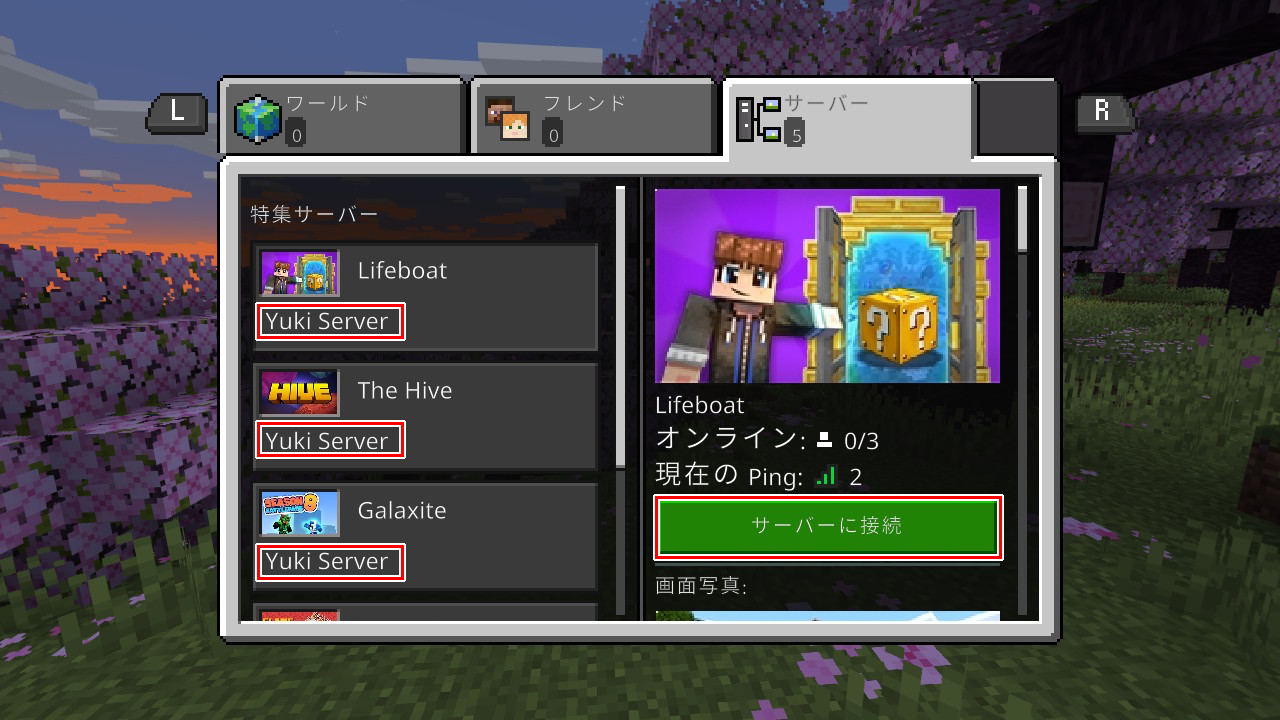 L
ワールド
0
フレンド
0
サーバー
5
R
特集サーバー
Lifeboat
Yuki Server
HIVE
The Hive
Yuki Server
SEASON 8
Galaxite
Yuki Server
? ?
Lifeboat
オンライン: 0/3
現在の Ping: 2
サーバーに接続
画面写真: